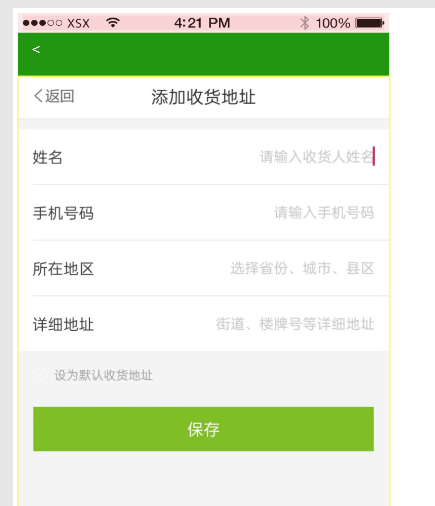 ●●●○○ XSX 4:21 PM 100%
<
<返回 添加收货地址
姓名 请输入收货人姓名
手机号码 请输入手机号码
所在地区 选择省份、城市、县区
详细地址 街道、楼牌号等详细地址
设为默认收货地址
保存